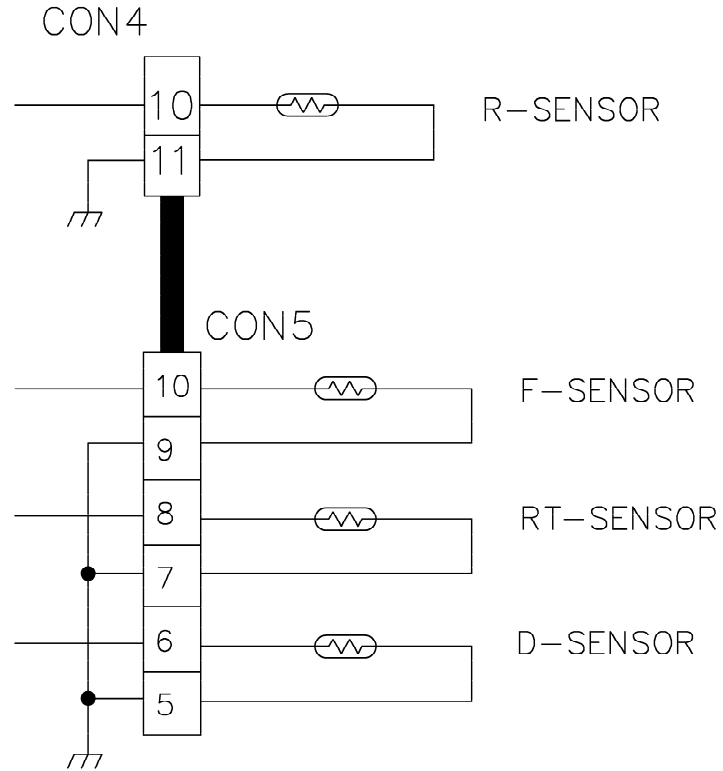 CON4
10 R-SENSOR
11
CON5
10 F-SENSOR
9
8 RT-SENSOR
7
6 D-SENSOR
5